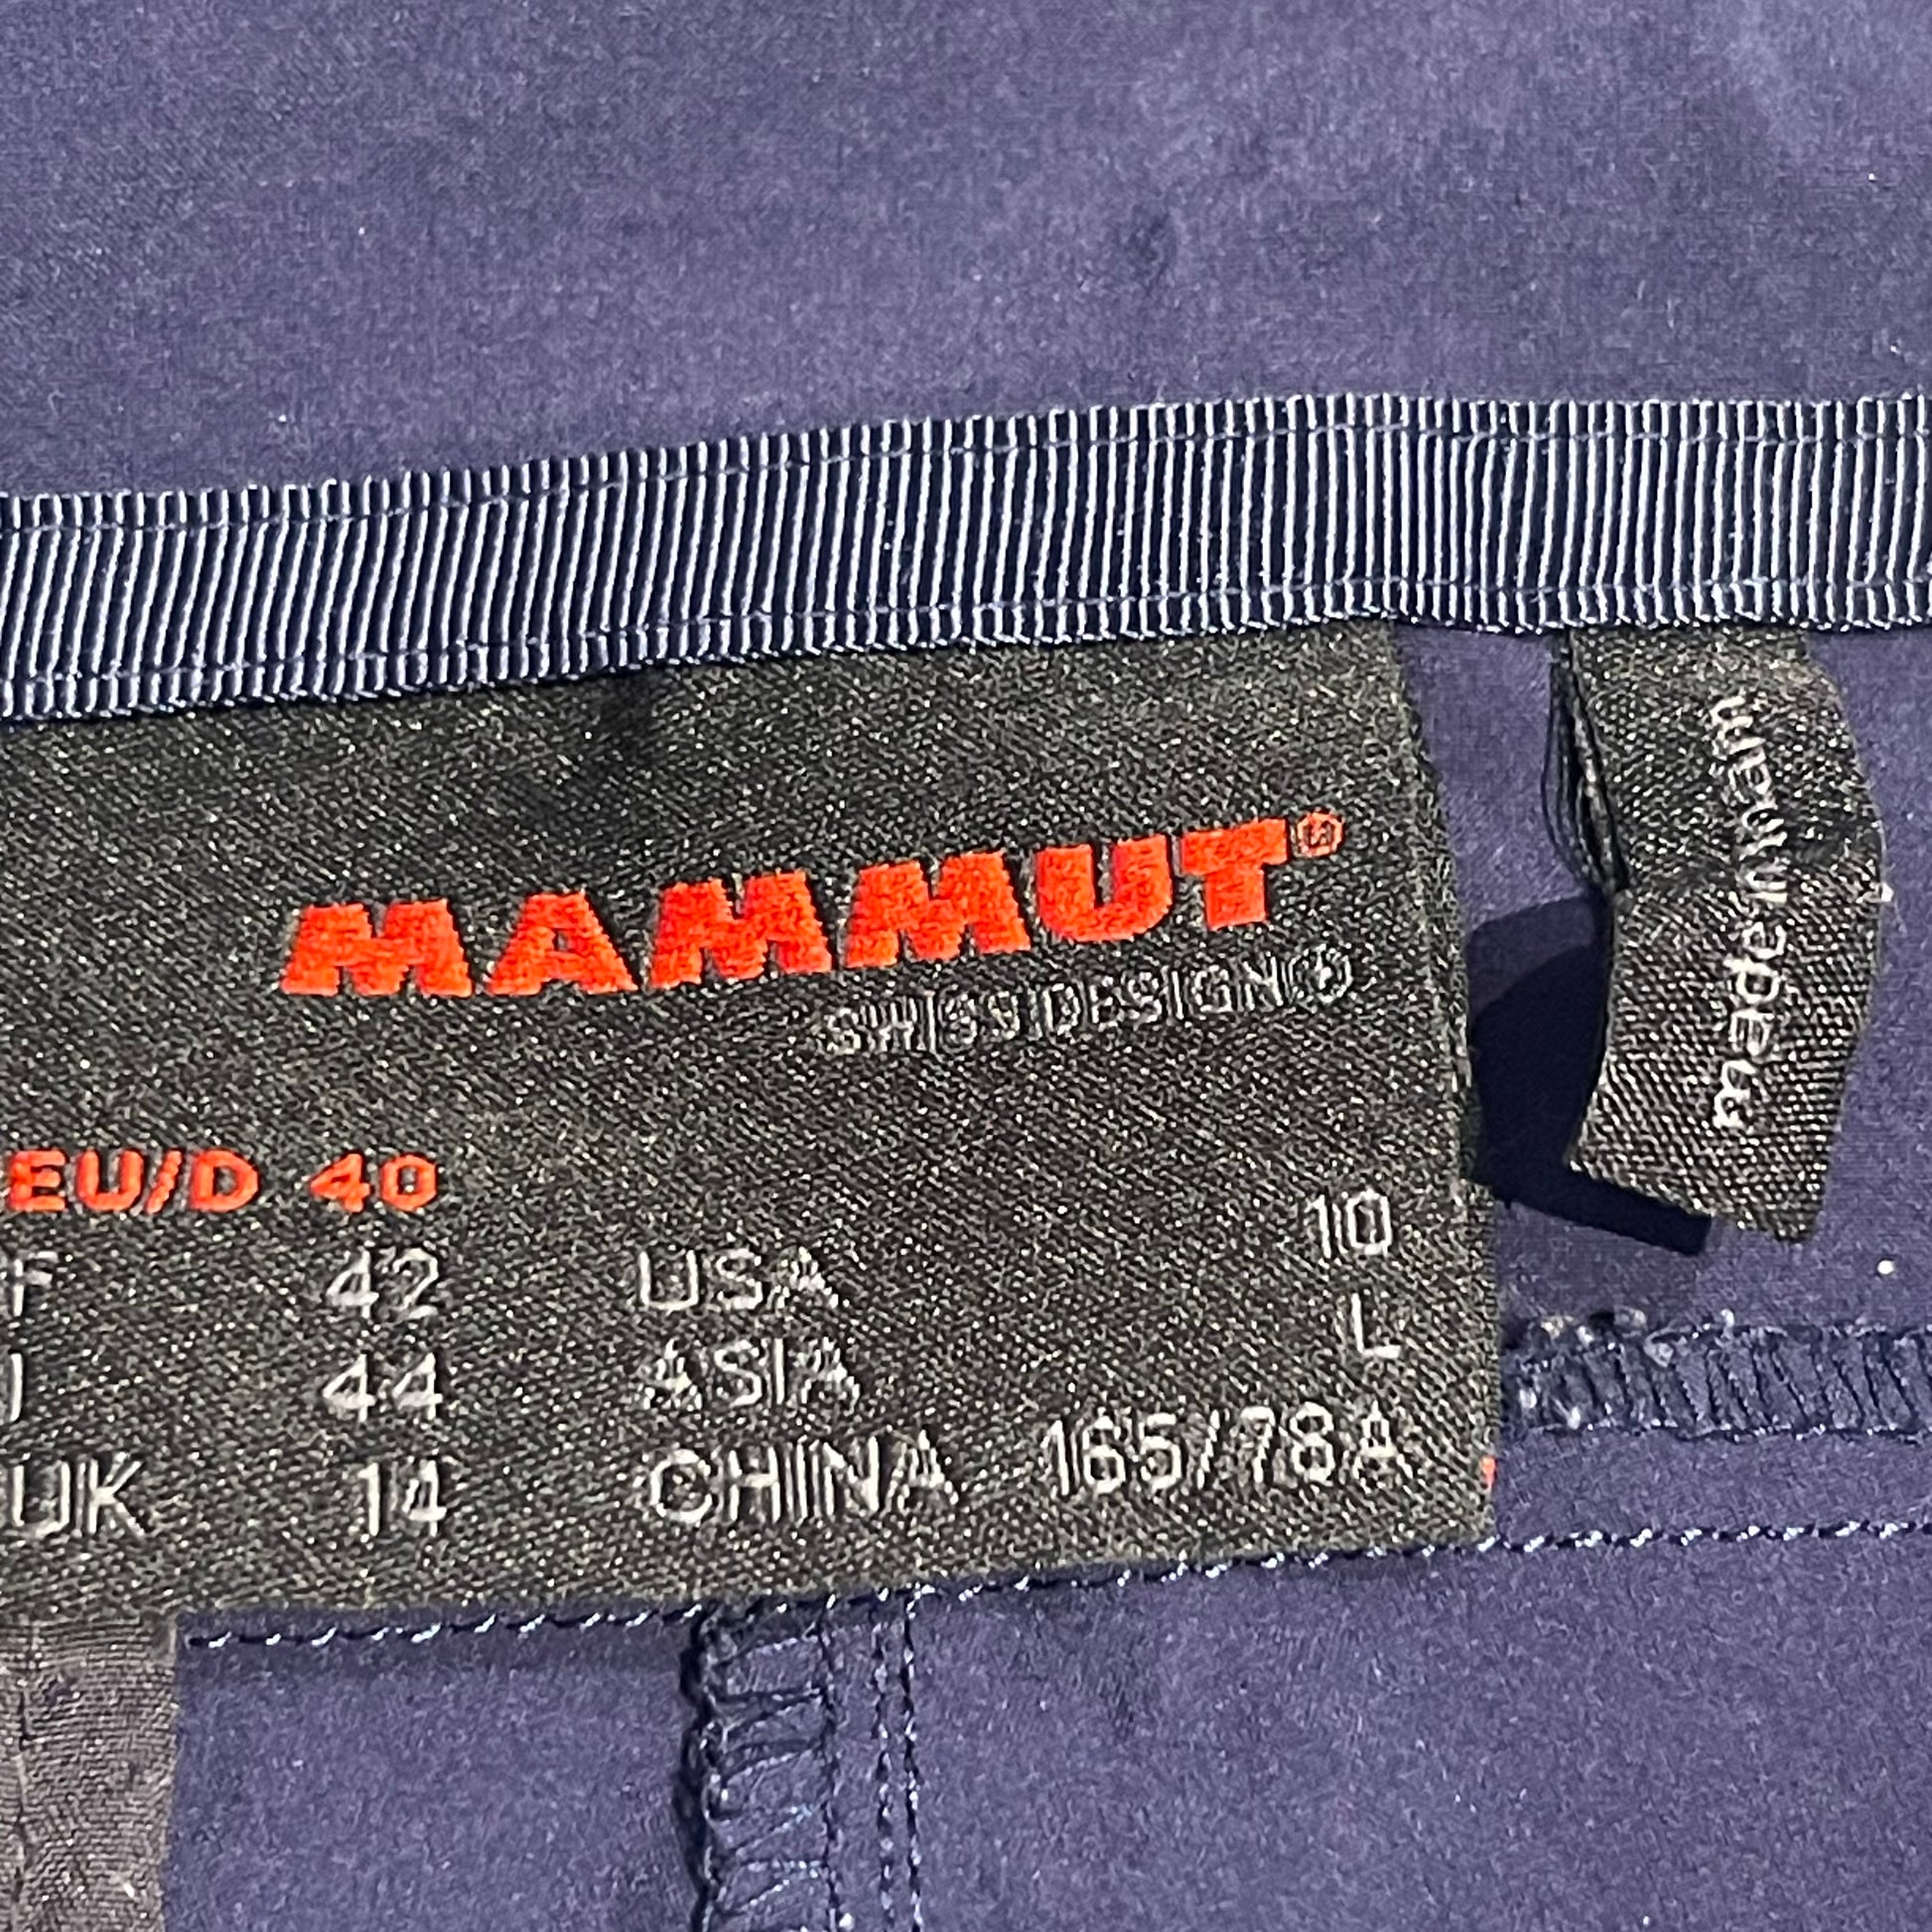 MAMMUT®
SWISS DESIGN
EU/D 40
F 42 USA 10
I 44 ASIA L
UK 14 CHINA 165/78A
made in vietnam